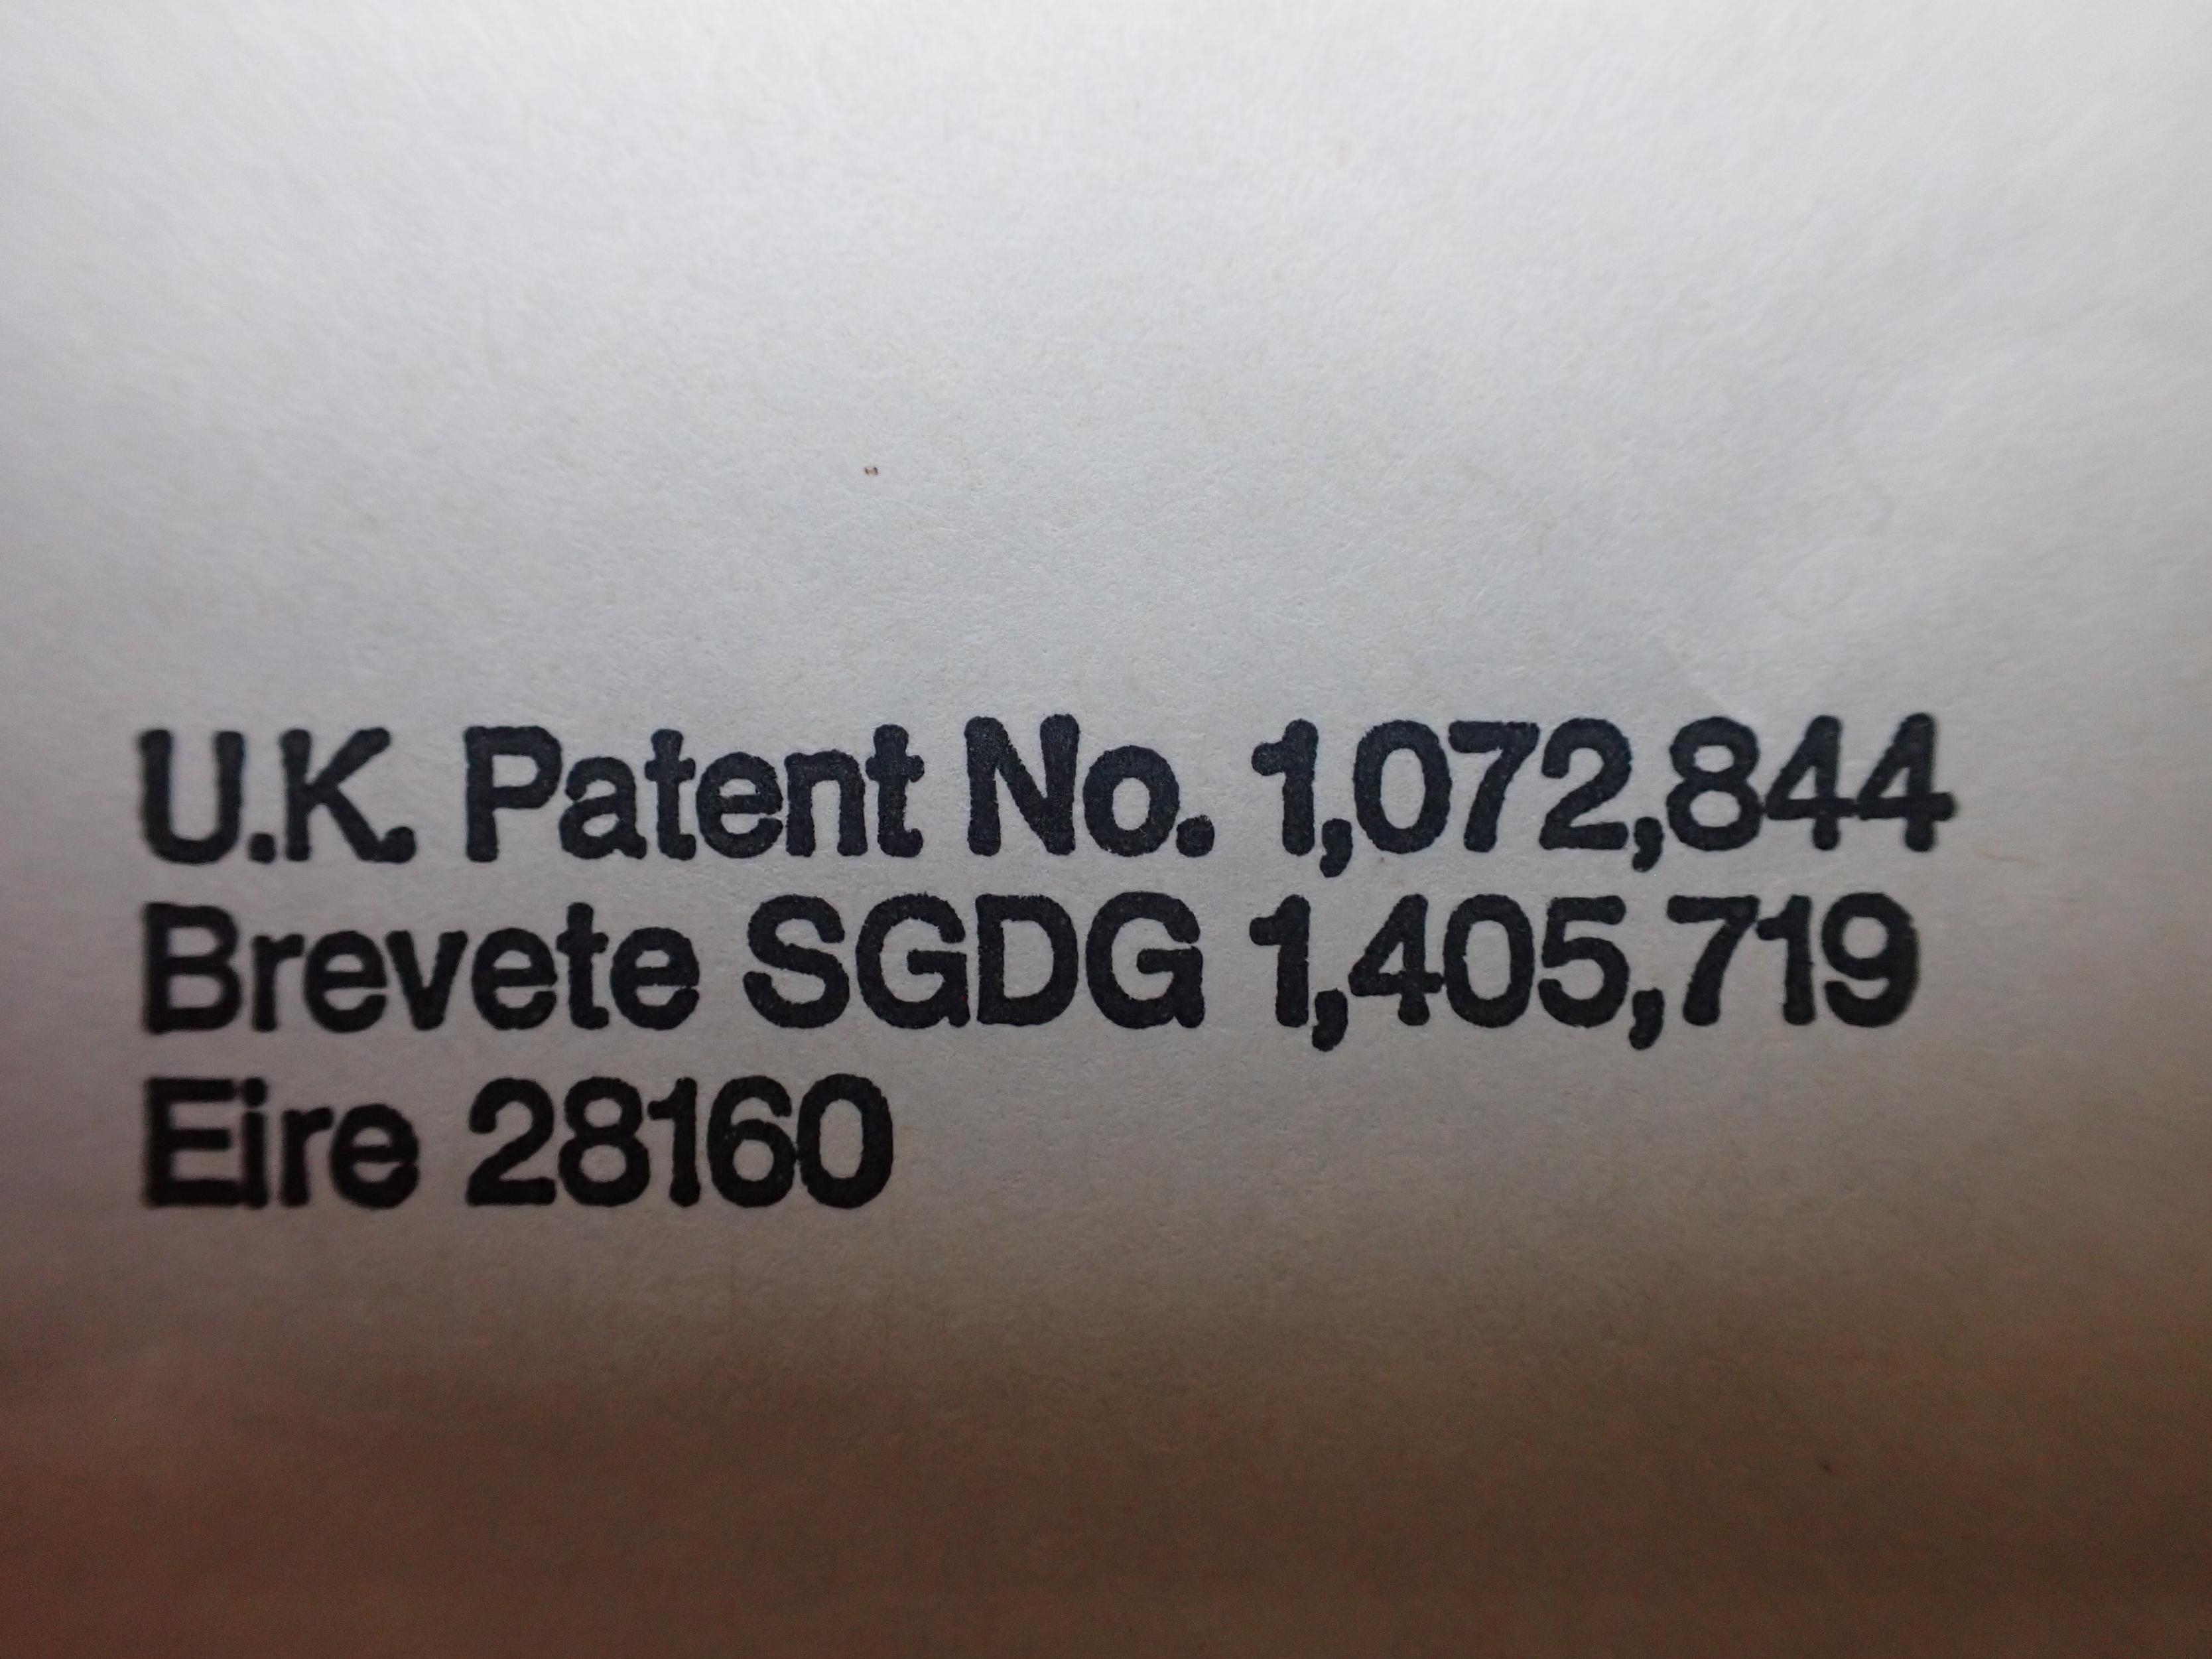 U.K. Patent No. 1,072,844
Brevete SGDG 1,405,719
Eire 28160